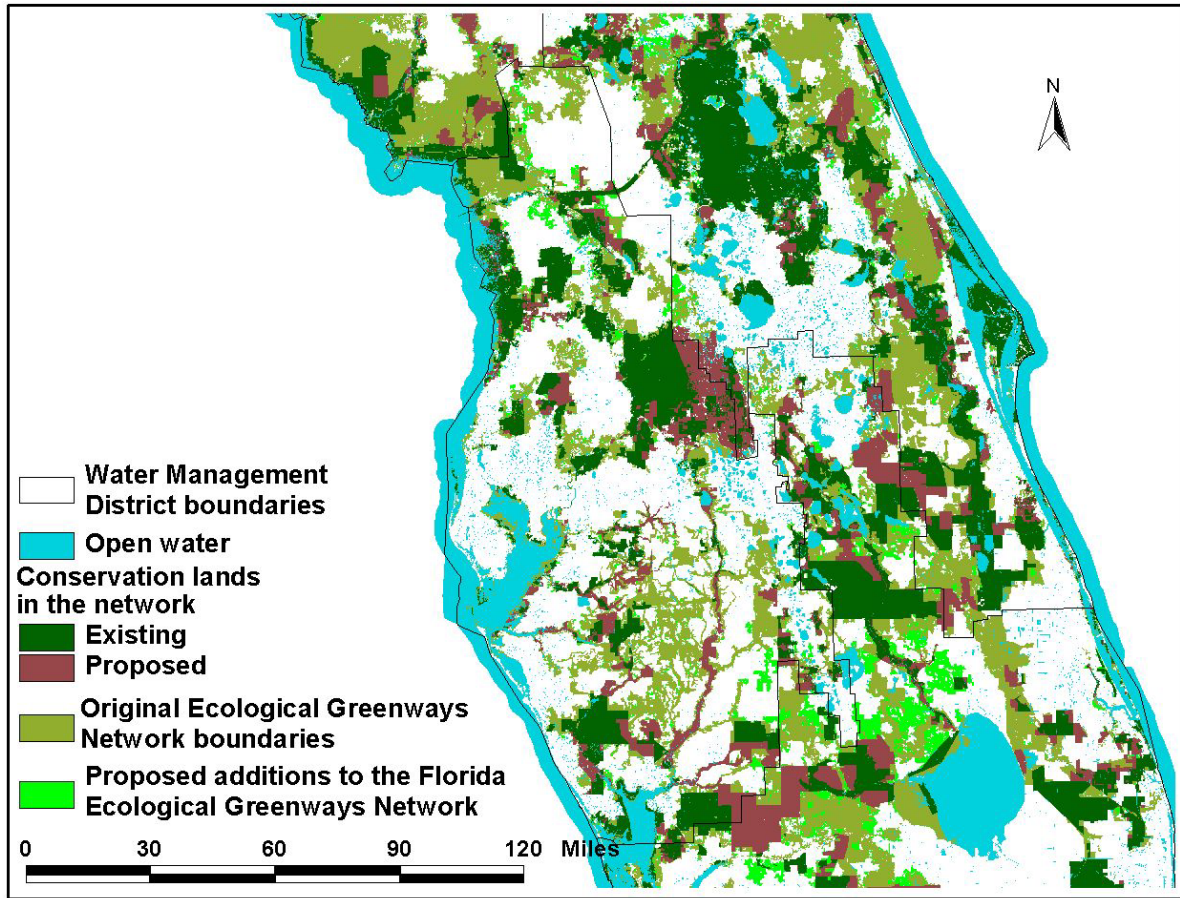 N
Water Management
District boundaries
Open water
Conservation lands
in the network
Existing
Proposed
Original Ecological Greenways
Network boundaries
Proposed additions to the Florida
Ecological Greenways Network
0 30 60 90 120 Miles